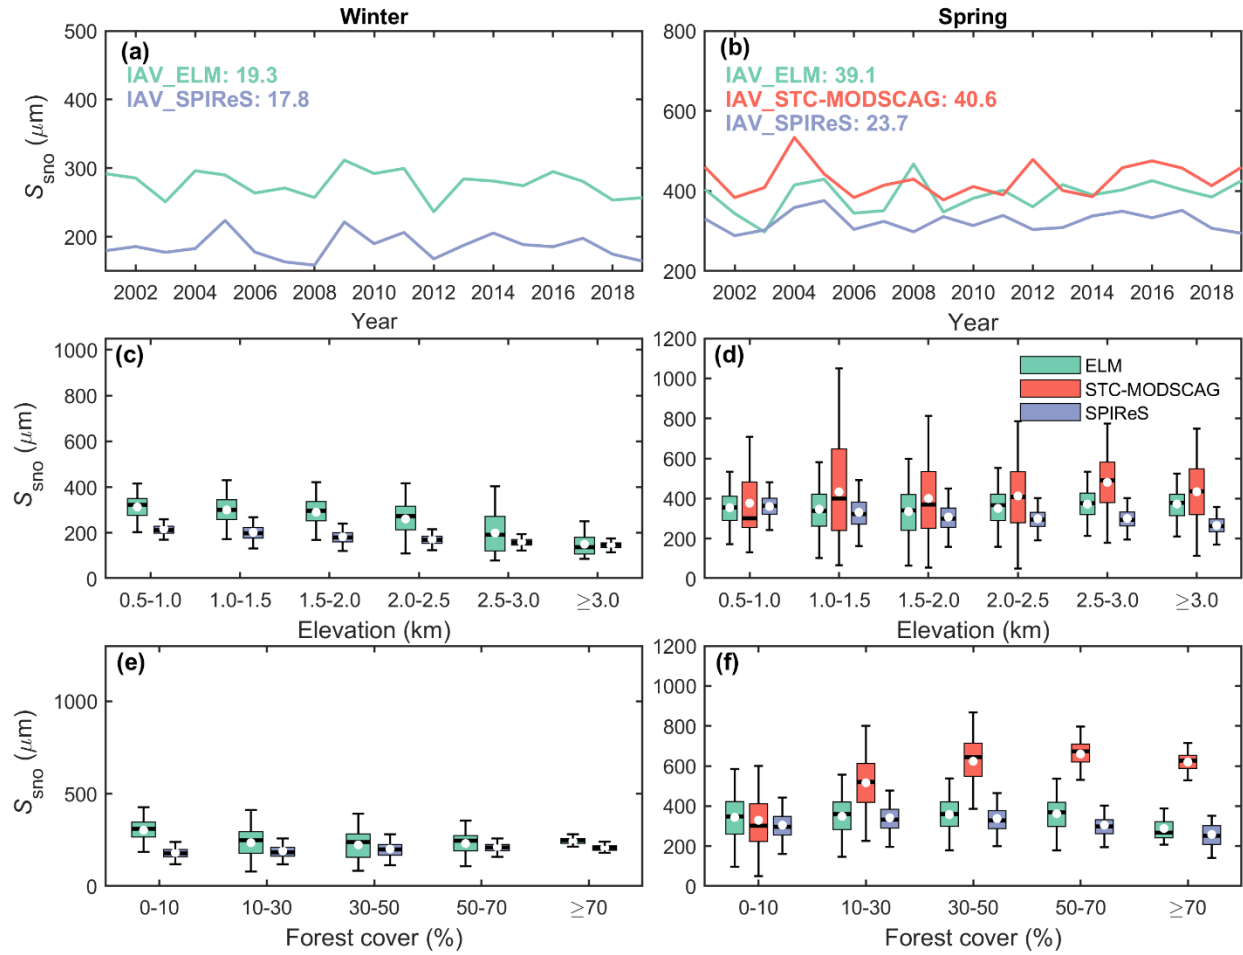 Winter
(a)
IAV_ELM: 19.3
IAV_SPIReS: 17.8
500
400
300
200
S_sno (μm)
2002 2004 2006 2008 2010 2012 2014 2016 2018
Year
Spring
(b)
IAV_ELM: 39.1
IAV_STC-MODSCAG: 40.6
IAV_SPIReS: 23.7
800
600
400
200
2002 2004 2006 2008 2010 2012 2014 2016 2018
Year
(c)
1000
800
600
400
200
0
S_sno (μm)
0.5-1.0 1.0-1.5 1.5-2.0 2.0-2.5 2.5-3.0 ≥3.0
Elevation (km)
(d)
ELM
STC-MODSCAG
SPIReS
1200
1000
800
600
400
200
0
0.5-1.0 1.0-1.5 1.5-2.0 2.0-2.5 2.5-3.0 ≥3.0
Elevation (km)
(e)
1000
500
0
S_sno (μm)
0-10 10-30 30-50 50-70 ≥70
Forest cover (%)
(f)
1200
1000
800
600
400
200
0
0-10 10-30 30-50 50-70 ≥70
Forest cover (%)